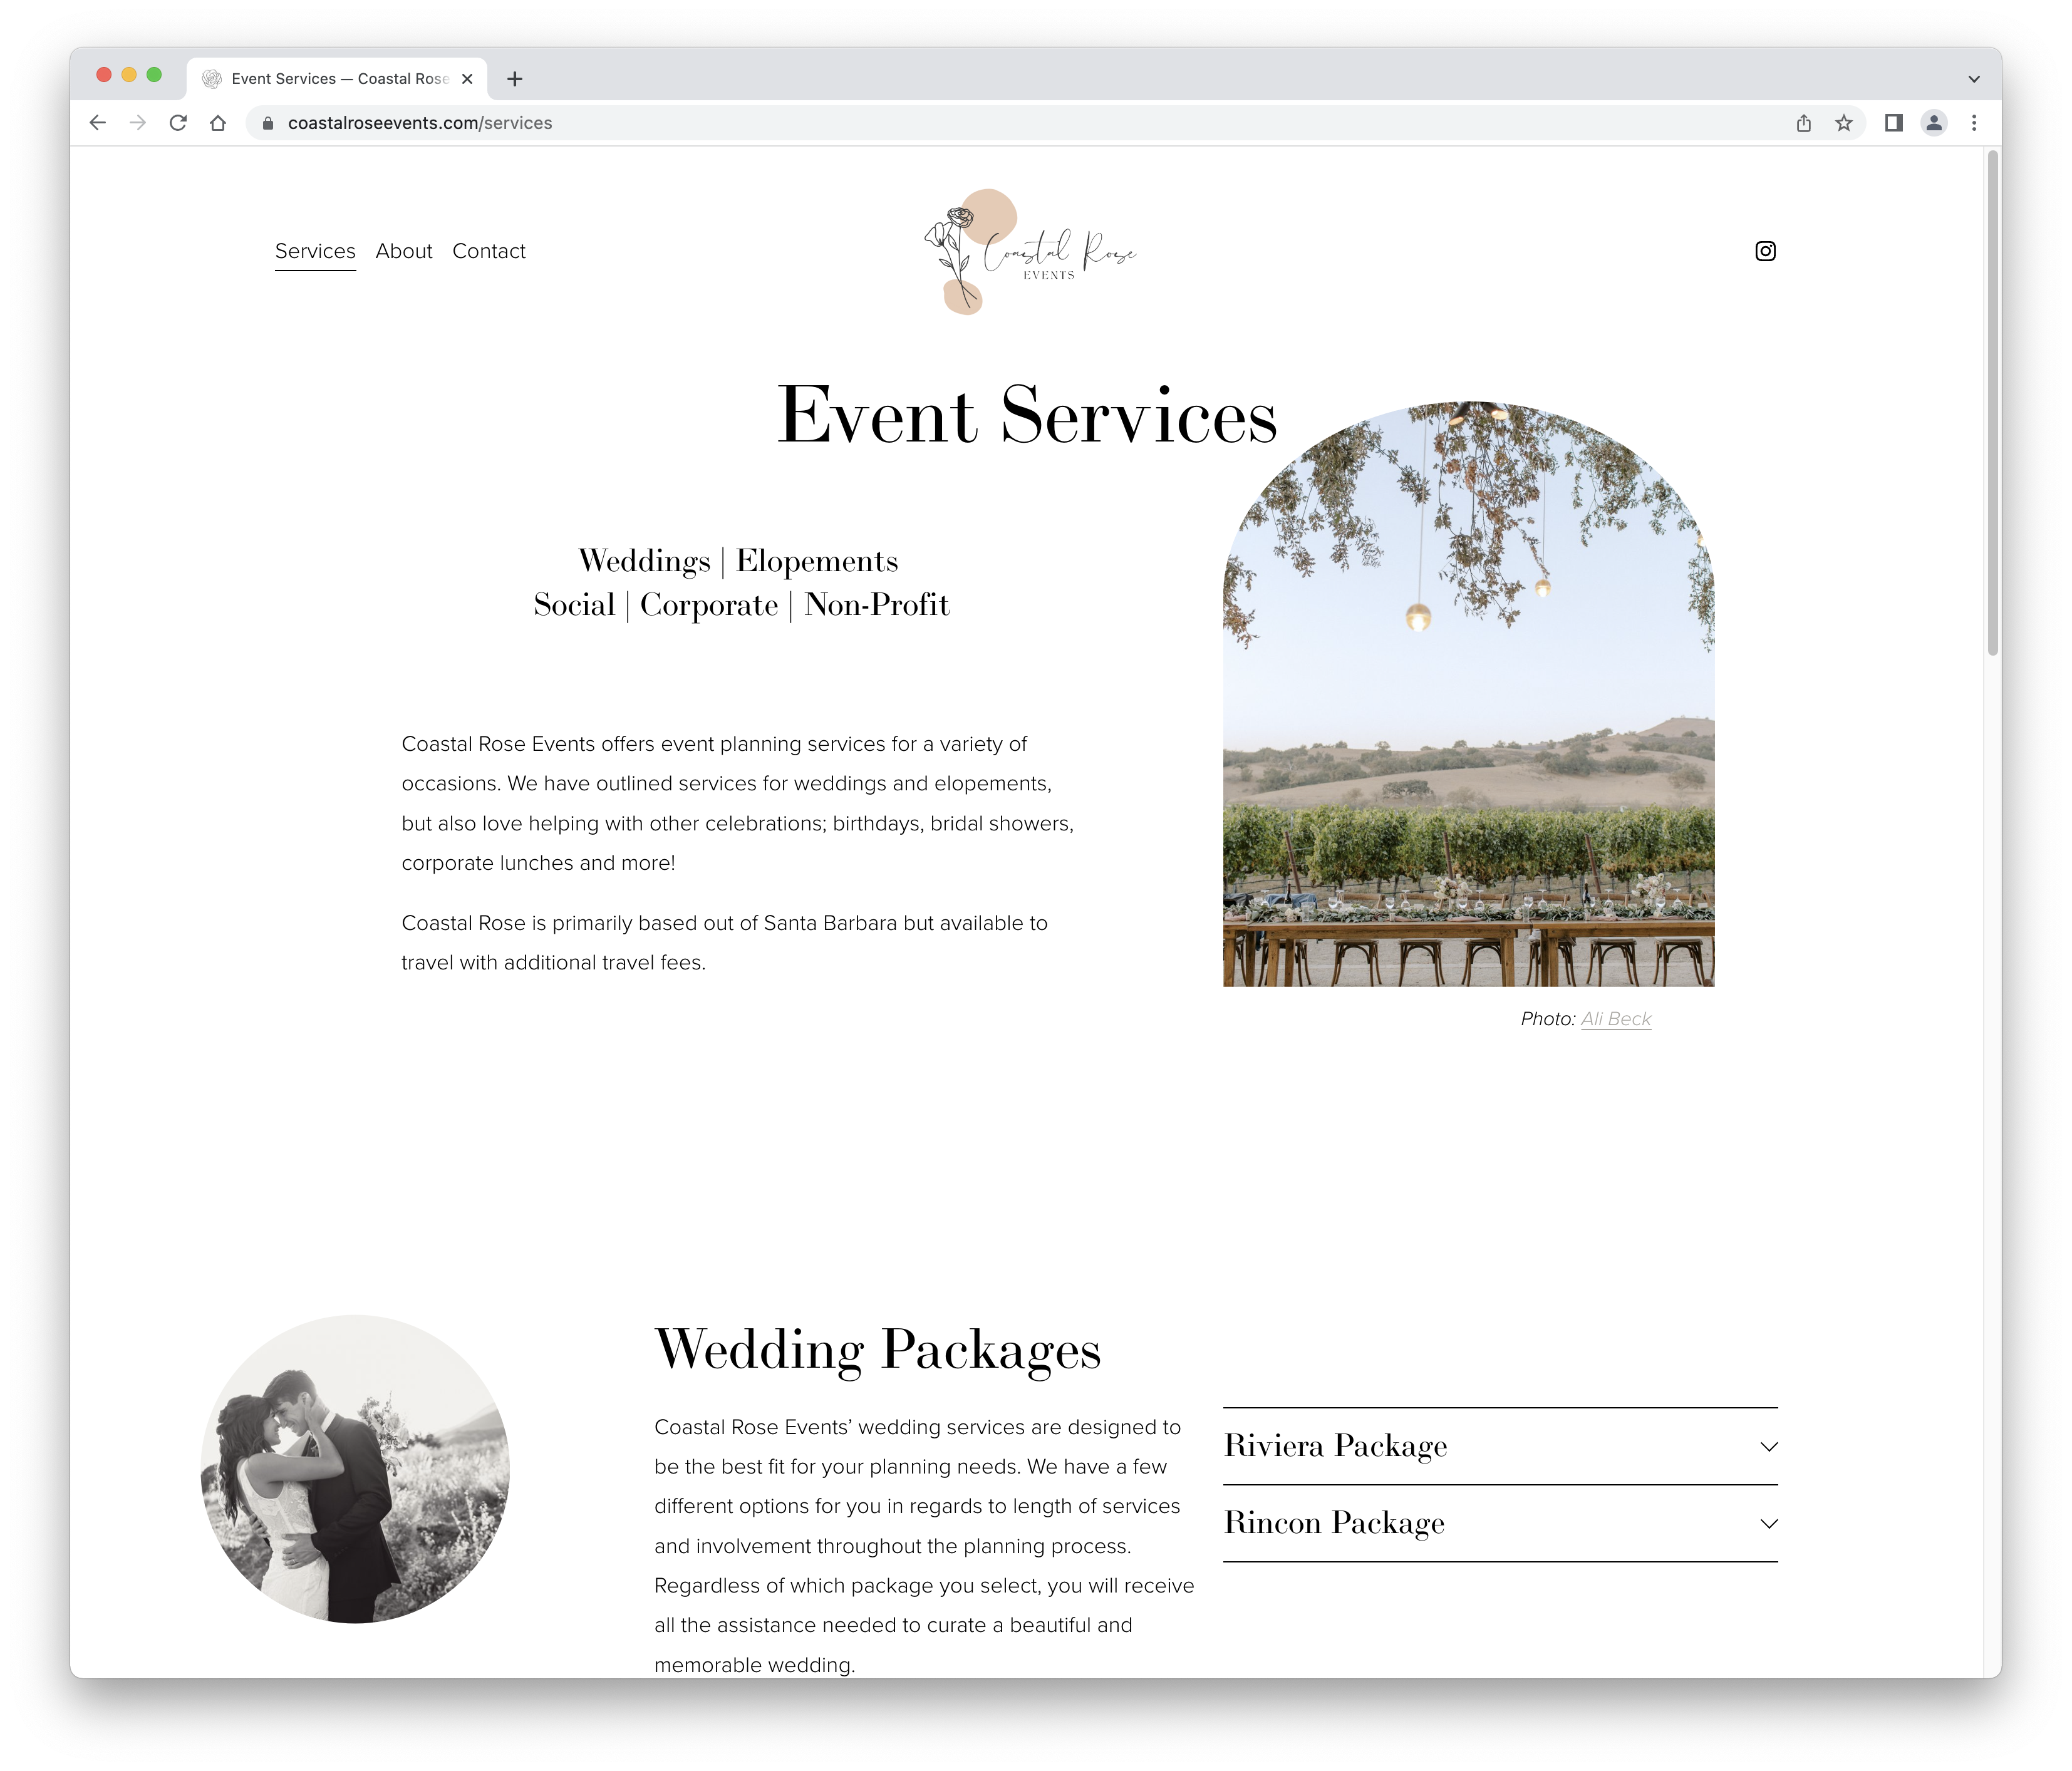 Event Services — Coastal Rose
coastalroseevents.com/services
Services About Contact
Coastal Rose
EVENTS
Event Services
Weddings | Elopements
Social | Corporate | Non-Profit
Coastal Rose Events offers event planning services for a variety of
occasions. We have outlined services for weddings and elopements,
but also love helping with other celebrations; birthdays, bridal showers,
corporate lunches and more!
Coastal Rose is primarily based out of Santa Barbara but available to
travel with additional travel fees.
Photo: Ali Beck
Wedding Packages
Coastal Rose Events’ wedding services are designed to
be the best fit for your planning needs. We have a few
different options for you in regards to length of services
and involvement throughout the planning process.
Regardless of which package you select, you will receive
all the assistance needed to curate a beautiful and
memorable wedding.
Riviera Package
Rincon Package